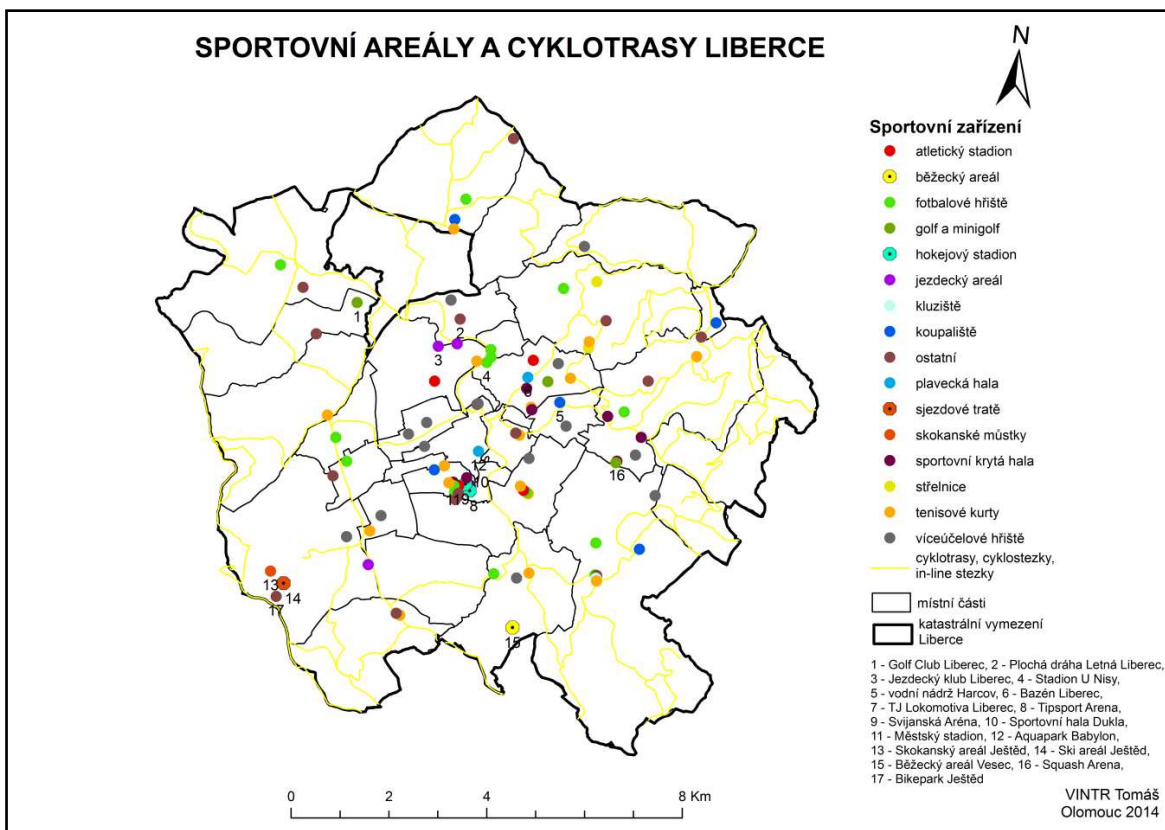 SPORTOVNÍ AREÁLY A CYKLOTRASY LIBERCE
N
Sportovní zařízení
atletický stadion
běžecký areál
fotbalové hřiště
golf a minigolf
hokejový stadion
jezdecký areál
kluziště
koupaliště
ostatní
plavecká hala
sjezdové tratě
skokanské můstky
sportovní krytá hala
střelnice
tenisové kurty
víceúčelové hřiště
cyklotrasy, cyklostezky,
in-line stezky
místní části
katastrální vymezení
Liberce
1 - Golf Club Liberec, 2 - Plochá dráha Letná Liberec,
3 - Jezdecký klub Liberec, 4 - Stadion U Nisy,
5 - vodní nádrž Harcov, 6 - Bazén Liberec,
7 - TJ Lokomotiva Liberec, 8 - Tipsport Arena,
9 - Svijanská Aréna, 10 - Sportovní hala Dukla,
11 - Městský stadion, 12 - Aquapark Babylon,
13 - Skokanský areál Ještěd, 14 - Ski areál Ještěd,
15 - Běžecký areál Vesec, 16 - Squash Arena,
17 - Bikepark Ještěd
VINTR Tomáš
Olomouc 2014
1
2
3
4
6
5
7
12
10
16
11
9
8
13
14
17
15
0 2 4 8 Km